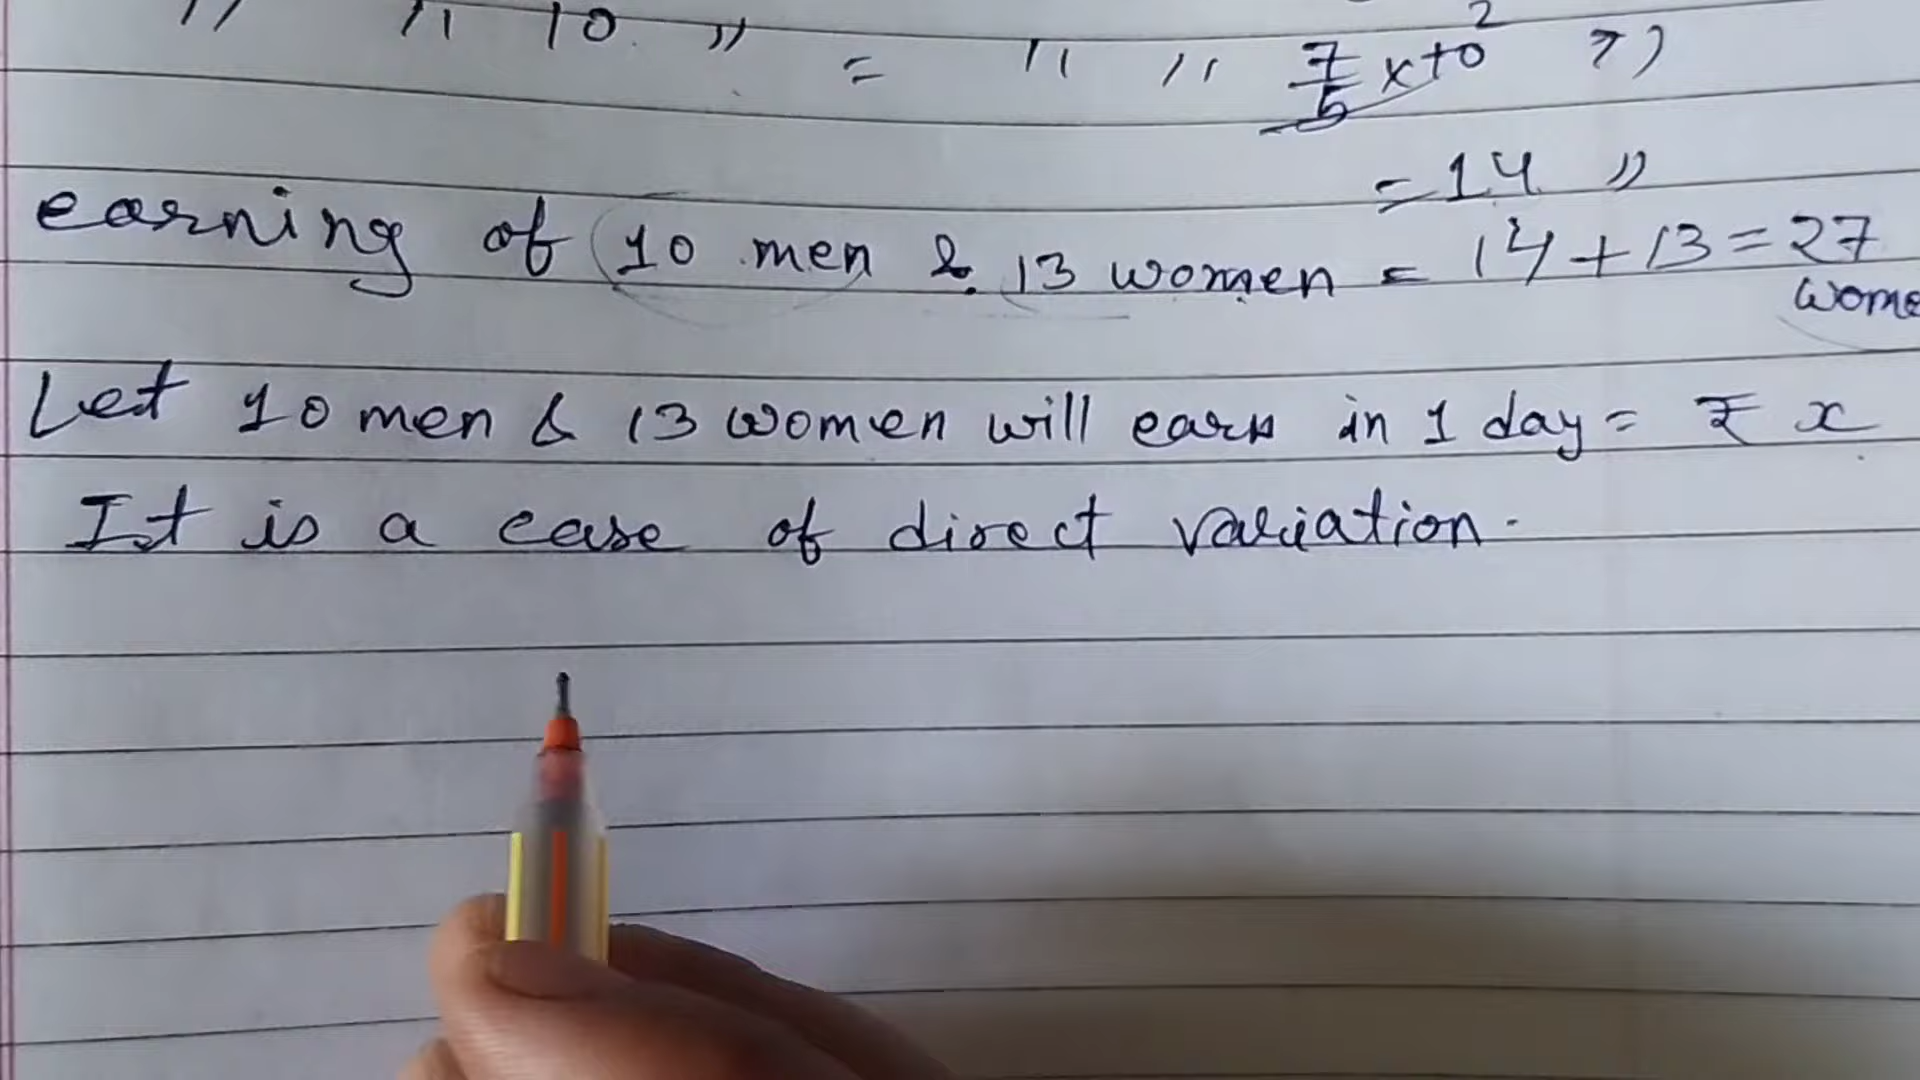 〃 〃 10 〃 = 〃 〃 7/5 x 10 2 〃
= 14 〃
earning of 10 men & 13 women = 14 + 13 = 27
wome
Let 10 men & 13 women will earn in 1 day = ₹ x
It is a case of direct variation.